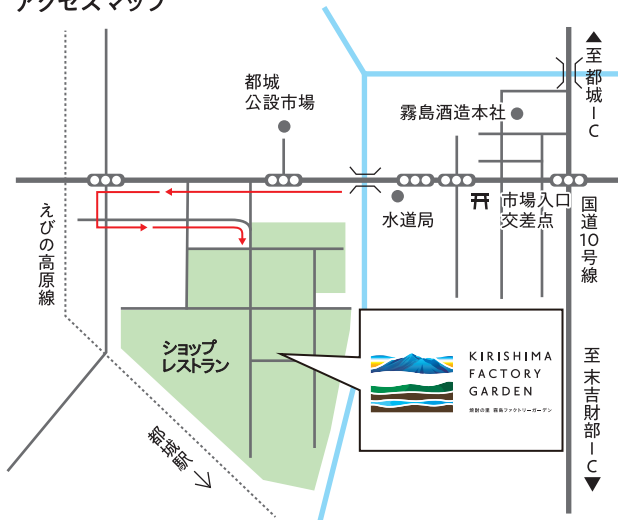 アクセスマップ
▲至都城IC
都城
公設市場
霧島酒造本社
水道局
市場入口
交差点
国道10号線
えびの高原線
ショップ
レストラン
KIRISHIMA
FACTORY
GARDEN
焼酎の里 霧島ファクトリーガーデン
至末吉財部IC▼
都城駅